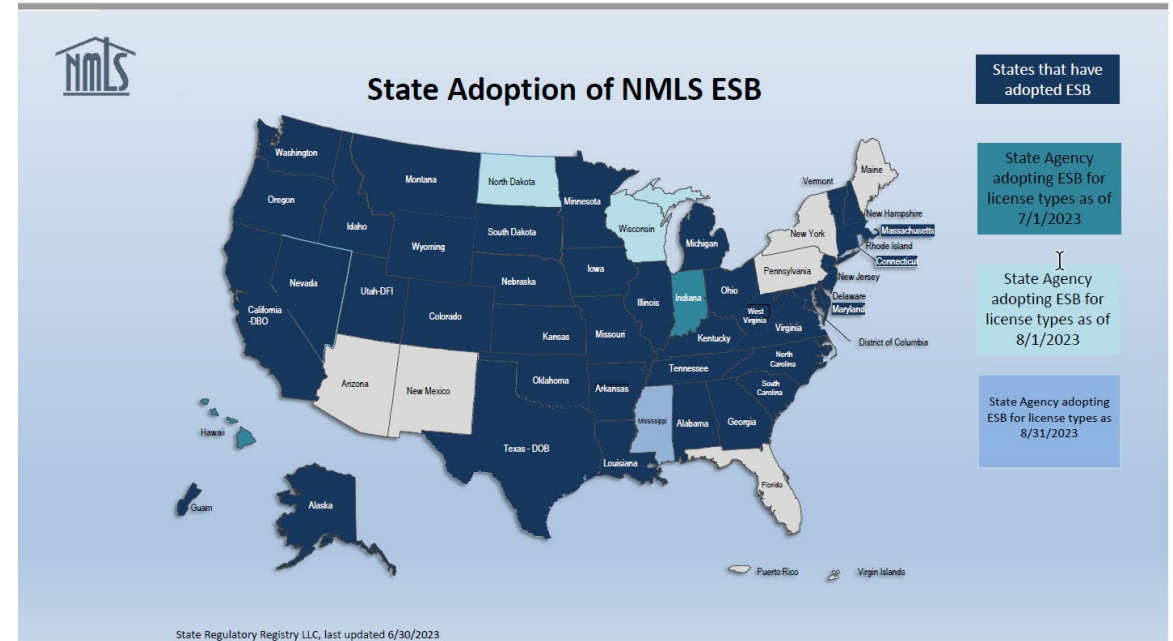 NMLS
State Adoption of NMLS ESB
States that have
adopted ESB
State Agency
adopting ESB for
license types as of
7/1/2023
State Agency
adopting ESB for
license types as of
8/1/2023
State Agency adopting
ESB for license types as
8/31/2023
Washington
Oregon
California
-DBO
Nevada
Idaho
Montana
Wyoming
Utah-DFI
Colorado
Arizona
New Mexico
North Dakota
South Dakota
Nebraska
Kansas
Oklahoma
Texas - DOB
Minnesota
Iowa
Missouri
Arkansas
Louisiana
Wisconsin
Illinois
Michigan
Indiana
Ohio
Kentucky
Tennessee
Mississippi
Alabama
Georgia
Florida
South
Carolina
North
Carolina
Virginia
West
Virginia
Pennsylvania
New York
Vermont
Maine
New Hampshire
Massachusetts
Rhode Island
Connecticut
New Jersey
Delaware
Maryland
District of Columbia
Hawaii
Guam
Alaska
Puerto Rico
Virgin Islands
State Regulatory Registry LLC, last updated 6/30/2023